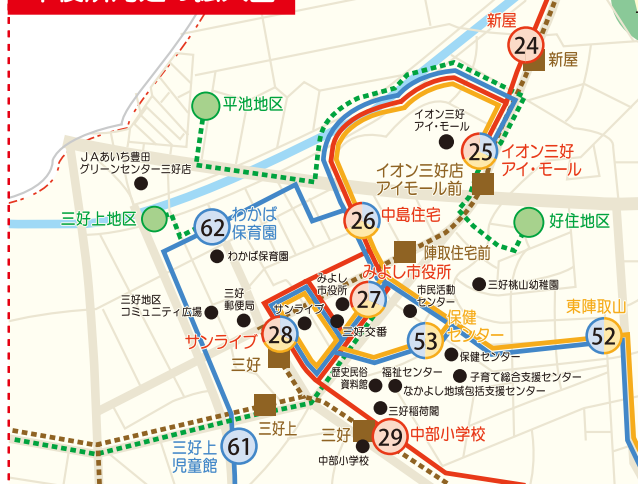 新屋
24
新屋
平池地区
イオン三好
アイ・モール
25
イオン三好
アイ・モール
イオン三好店
アイモール前
JAあいち豊田
グリーンセンター三好店
三好上地区
62
わかば
保育園
わかば保育園
26
中島住宅
好住地区
陣取住宅前
みよし市役所
みよし
市役所
27
三好桃山幼稚園
市民活動
センター
三好地区
コミュニティ広場
三好
郵便局
サンライブ
サンライブ
28
三好交番
保健
センター
53
東陣取山
52
保健センター
三好
歴史民俗
資料館
福祉センター
子育て総合支援センター
なかよし地域包括支援センター
三好稲荷閣
三好上
三好
29
中部小学校
中部小学校
三好上
児童館
61